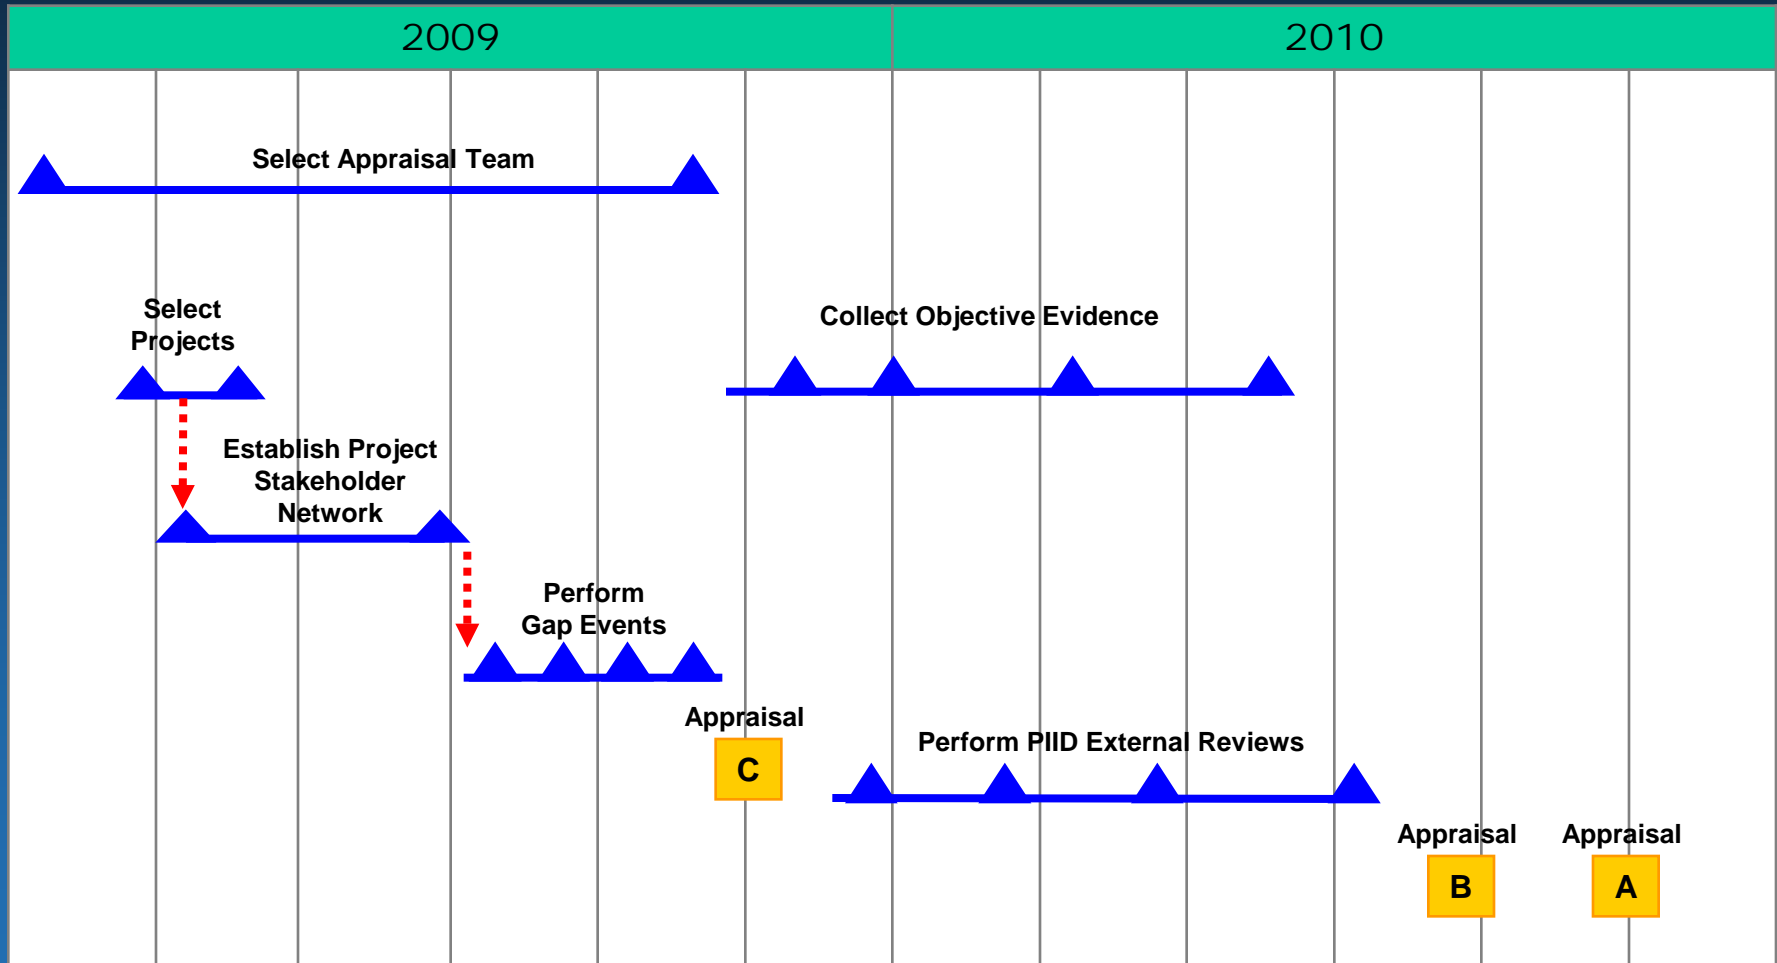 2009
2010
Select Appraisal Team
Select
Projects
Collect Objective Evidence
Establish Project
Stakeholder
Network
Perform
Gap Events
Appraisal
C
Perform PIID External Reviews
Appraisal
B
Appraisal
A